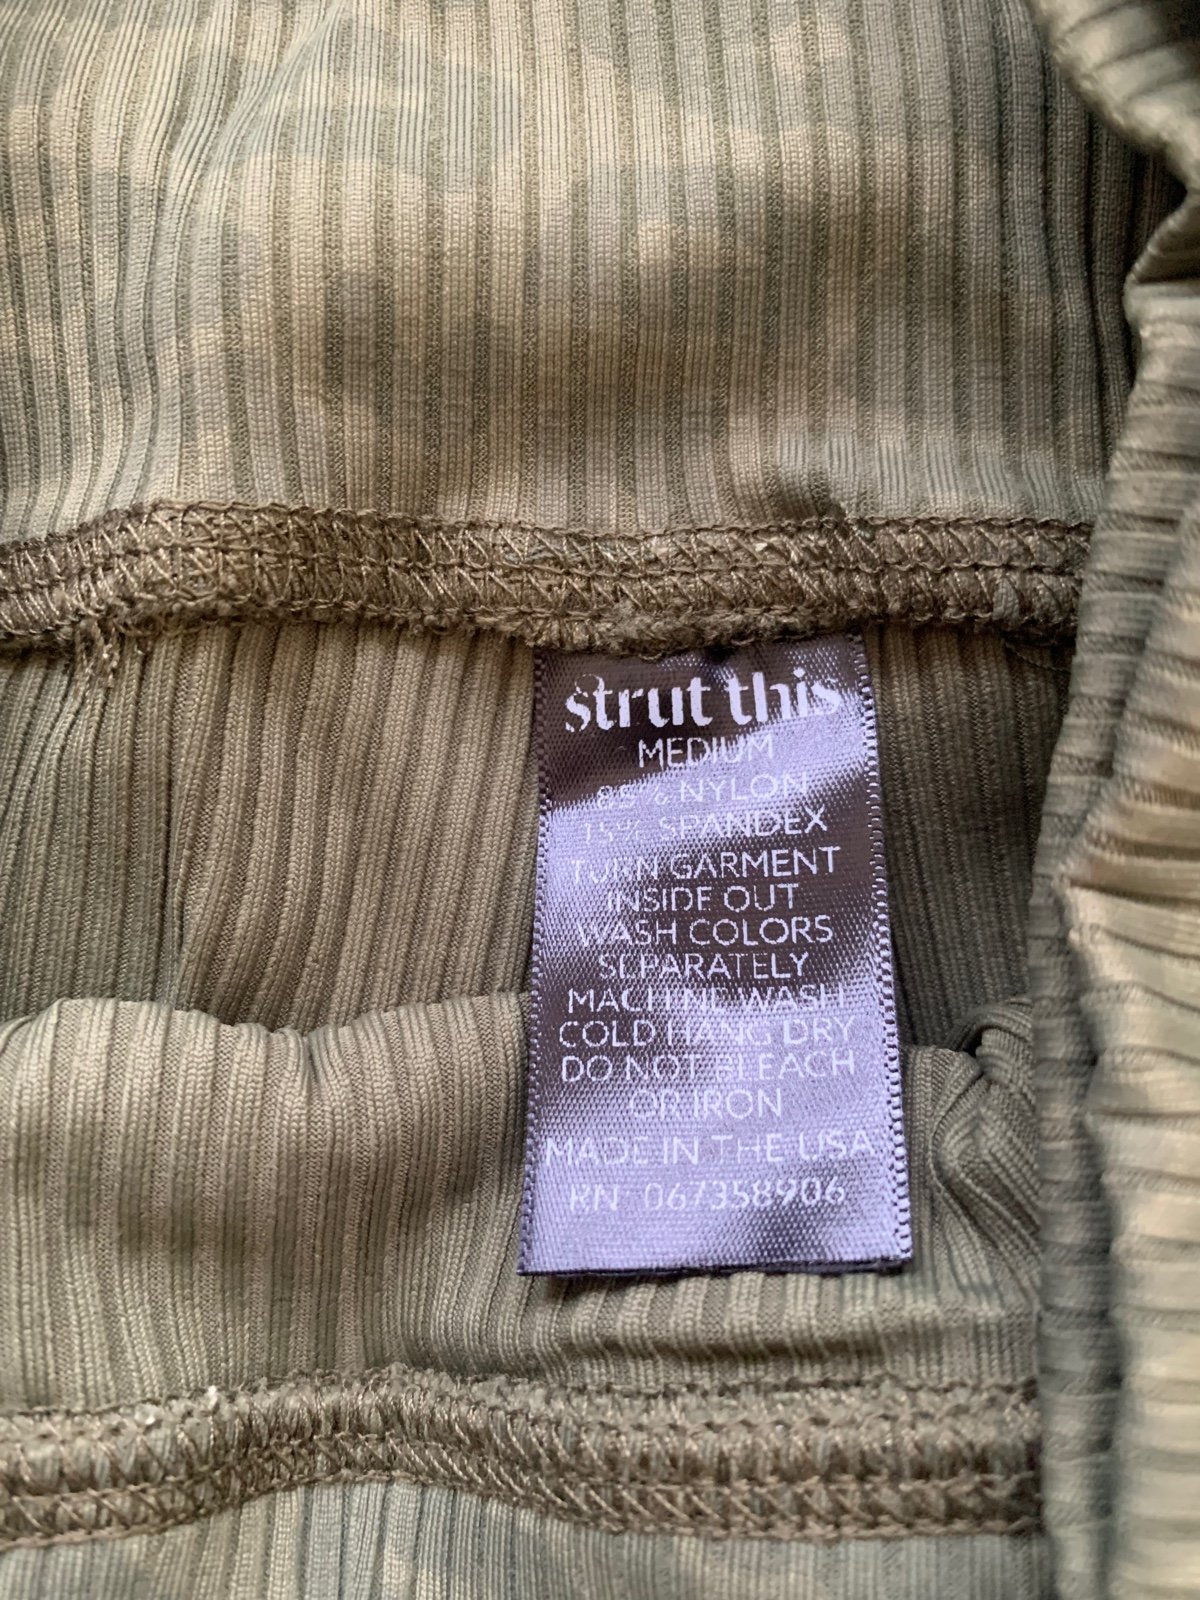 strut this
MEDIUM
85% NYLON
15% SPANDEX
TURN GARMENT
INSIDE OUT
WASH COLORS
SEPARATELY
MACHINE WASH
COLD HANG DRY
DO NOT BLEACH
OR IRON
MADE IN THE USA
RN 067358906